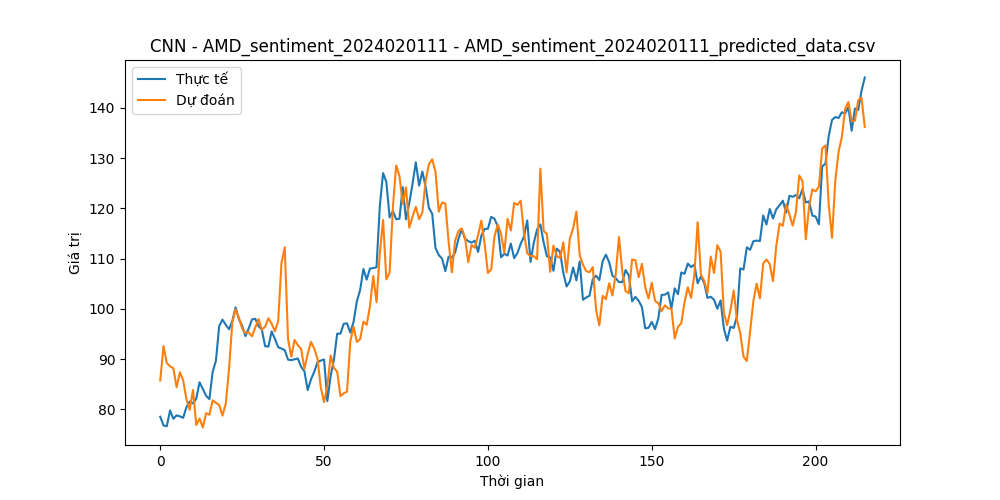 CNN - AMD_sentiment_2024020111 - AMD_sentiment_2024020111_predicted_data.csv
Thực tế
Dự đoán
Giá trị
140
130
120
110
100
90
80
0 50 100 150 200
Thời gian